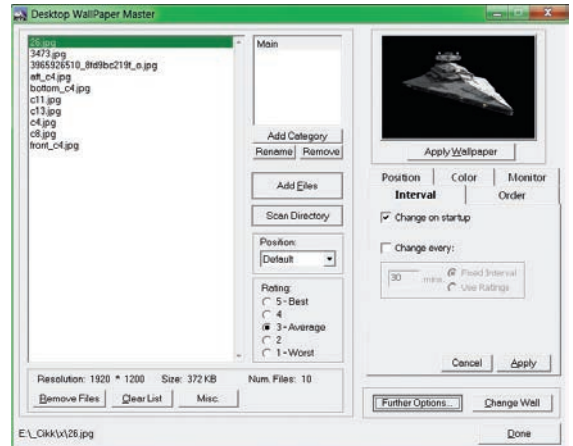 Desktop WallPaper Master
26.jpg
3473.jpg
3965926510_8fd9bc219f_o.jpg
aft_c4.jpg
bottom_c4.jpg
c11.jpg
c13.jpg
c4.jpg
c8.jpg
front_c4.jpg
Main
Add Category
Rename Remove
Add Files
Scan Directory
Position:
Default
Rating:
5 - Best
4
3 - Average
2
1 - Worst
Resolution: 1920 * 1200 Size: 372 KB Num. Files: 10
Remove Files Clear List Misc.
Apply Wallpaper
Position Color Monitor
Interval Order
Change on startup
Change every:
30 mins. Fixed Interval
Use Ratings
Cancel Apply
Further Options... Change Wall
E:\_Cikk\x\26.jpg Done